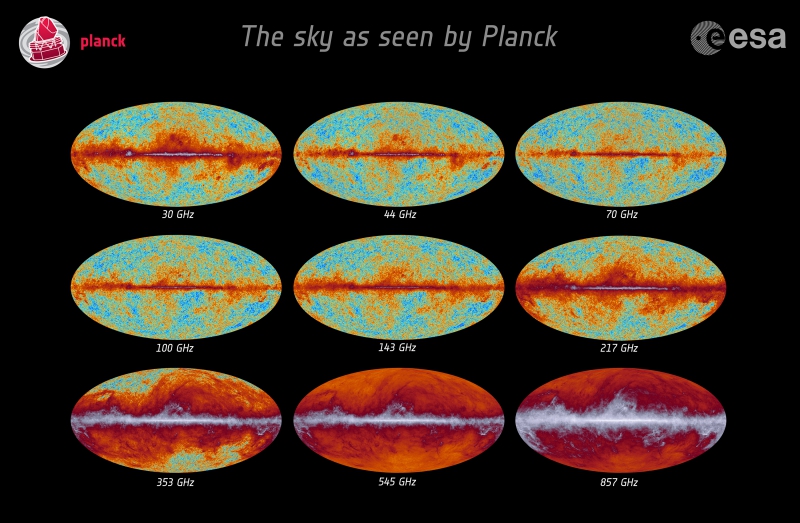 planck
The sky as seen by Planck
esa
30 GHz
44 GHz
70 GHz
100 GHz
143 GHz
217 GHz
353 GHz
545 GHz
857 GHz